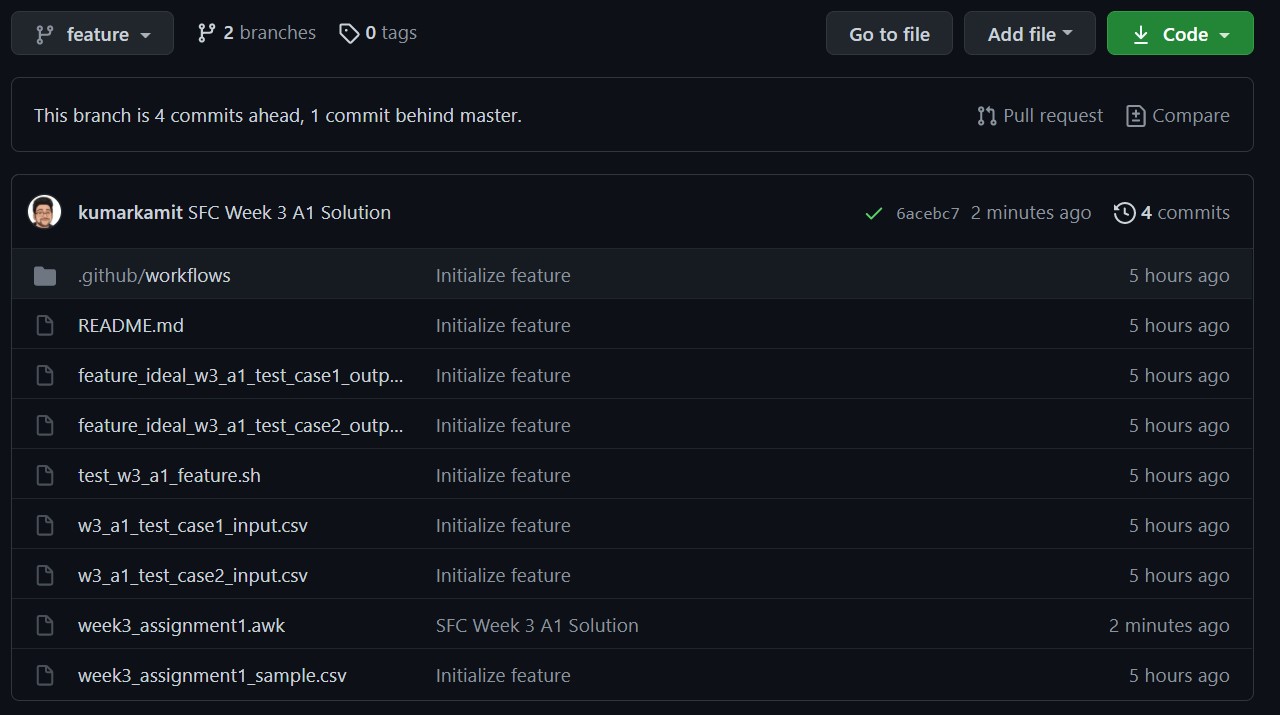 feature 2 branches 0 tags Go to file Add file Code
This branch is 4 commits ahead, 1 commit behind master. Pull request Compare
kumarkamit SFC Week 3 A1 Solution 6acebc7 2 minutes ago 4 commits
.github/workflows Initialize feature 5 hours ago
README.md Initialize feature 5 hours ago
feature_ideal_w3_a1_test_case1_outp... Initialize feature 5 hours ago
feature_ideal_w3_a1_test_case2_outp... Initialize feature 5 hours ago
test_w3_a1_feature.sh Initialize feature 5 hours ago
w3_a1_test_case1_input.csv Initialize feature 5 hours ago
w3_a1_test_case2_input.csv Initialize feature 5 hours ago
week3_assignment1.awk SFC Week 3 A1 Solution 2 minutes ago
week3_assignment1_sample.csv Initialize feature 5 hours ago